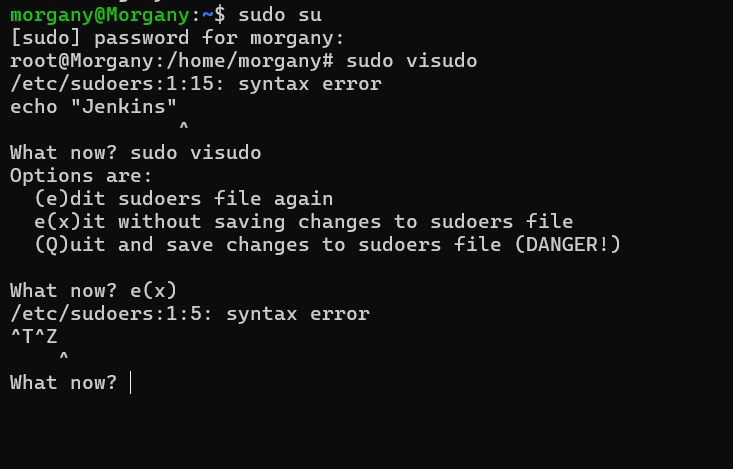 morgany@Morgany:~$ sudo su
[sudo] password for morgany:
root@Morgany:/home/morgany# sudo visudo
/etc/sudoers:1:15: syntax error
echo "Jenkins"
              ^
What now? sudo visudo
Options are:
  (e)dit sudoers file again
  e(x)it without saving changes to sudoers file
  (Q)uit and save changes to sudoers file (DANGER!)

What now? e(x)
/etc/sudoers:1:5: syntax error
^T^Z
    ^
What now?